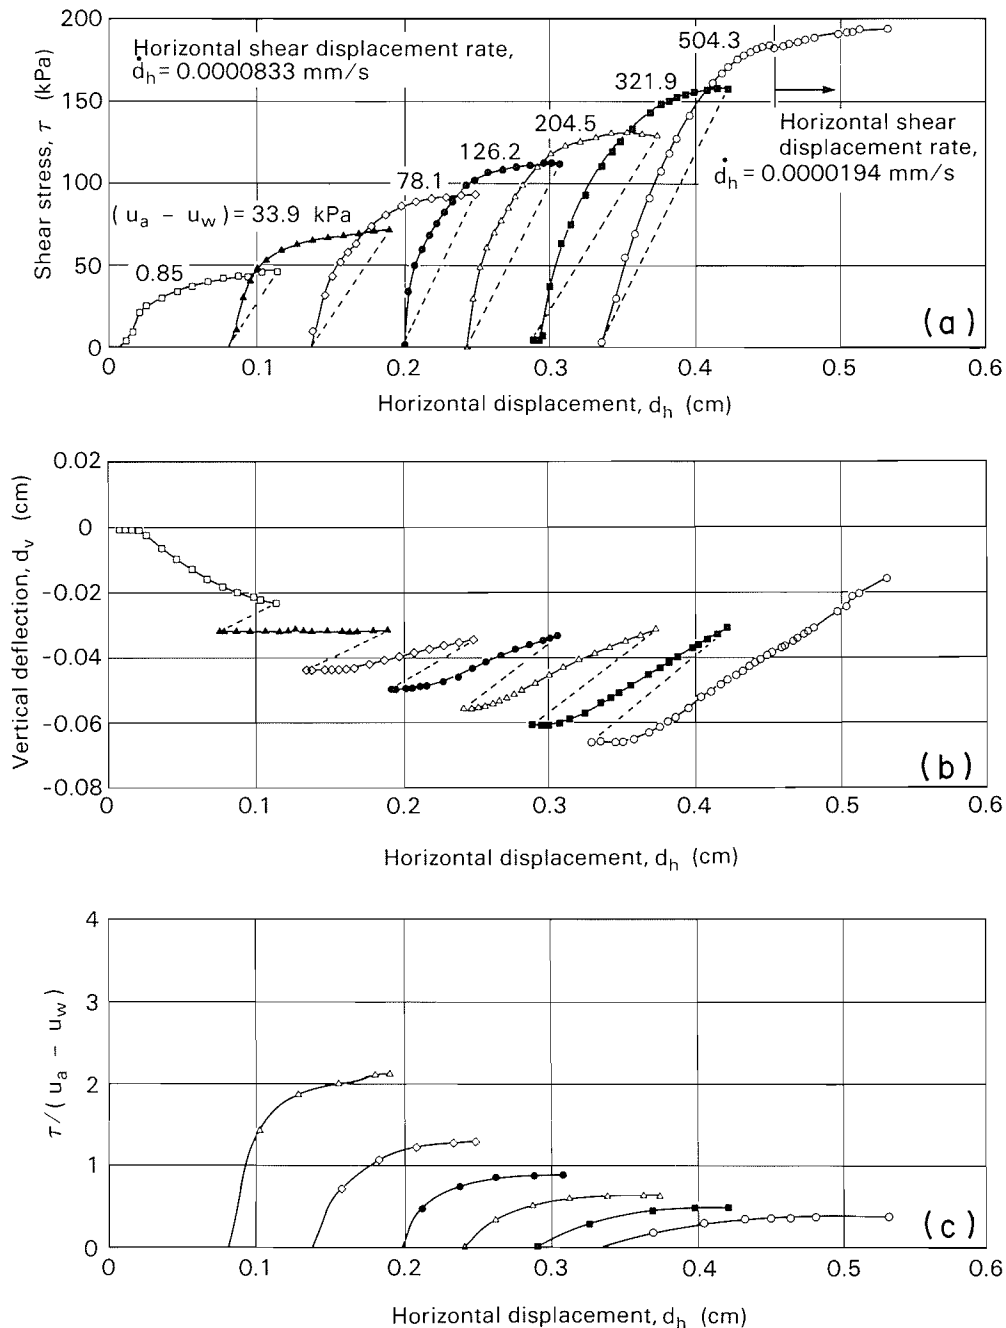 200
150
100
50
0
Shear stress, τ (kPa)
Horizontal shear displacement rate,
ḋh = 0.0000833 mm/s
504.3
321.9
204.5
126.2
78.1
(ua − uw) = 33.9 kPa
0.85
Horizontal shear
displacement rate,
ḋh = 0.0000194 mm/s
(a)
0 0.1 0.2 0.3 0.4 0.5 0.6
Horizontal displacement, dh (cm)
0.02
0
-0.02
-0.04
-0.06
-0.08
Vertical deflection, dv (cm)
(b)
0 0.1 0.2 0.3 0.4 0.5 0.6
Horizontal displacement, dh (cm)
4
3
2
1
0
τ/(ua − uw)
(c)
0 0.1 0.2 0.3 0.4 0.5 0.6
Horizontal displacement, dh (cm)